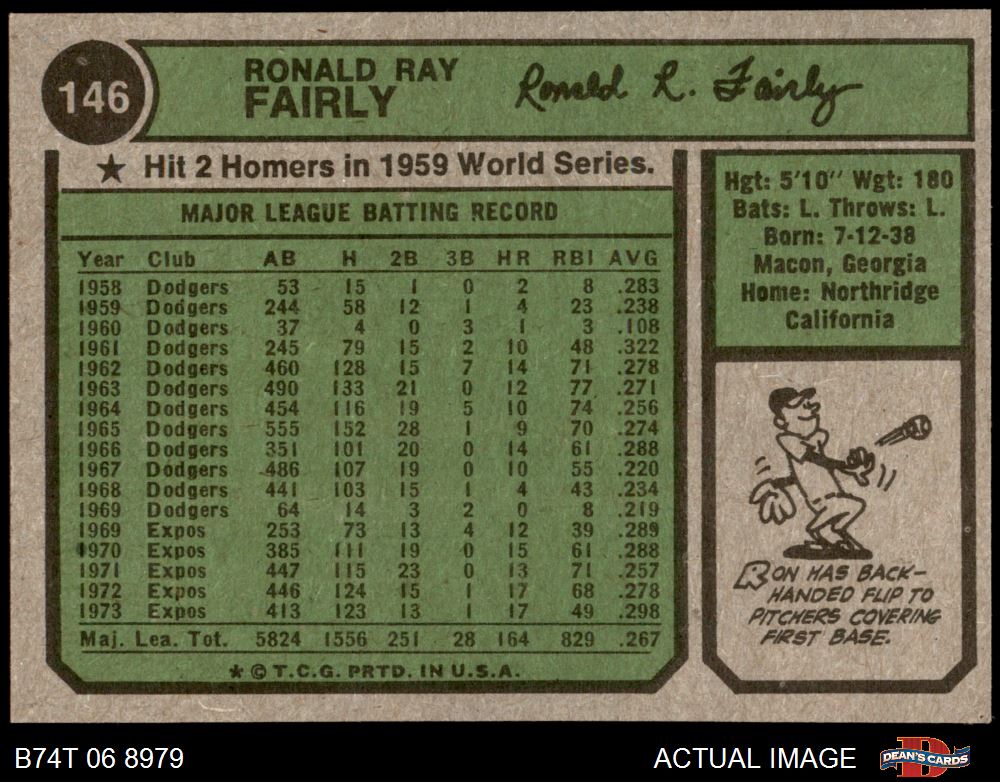 146
RONALD RAY
FAIRLY
Ronald R. Fairly
★ Hit 2 Homers in 1959 World Series.
MAJOR LEAGUE BATTING RECORD
Year Club AB H 2B 3B HR RBI AVG
1958 Dodgers 53 15 1 0 2 8 .283
1959 Dodgers 244 58 12 1 4 23 .238
1960 Dodgers 37 4 0 3 1 3 .108
1961 Dodgers 245 79 15 2 10 48 .322
1962 Dodgers 460 128 15 7 14 71 .278
1963 Dodgers 490 133 21 0 12 77 .271
1964 Dodgers 454 116 19 5 10 74 .256
1965 Dodgers 555 152 28 1 9 70 .274
1966 Dodgers 351 101 20 0 14 61 .288
1967 Dodgers 486 107 19 0 10 55 .220
1968 Dodgers 441 103 15 1 4 43 .234
1969 Dodgers 64 14 3 2 0 8 .219
1969 Expos 253 73 13 4 12 39 .289
1970 Expos 385 111 19 0 15 61 .288
1971 Expos 447 115 23 0 13 71 .257
1972 Expos 446 124 15 1 17 68 .278
1973 Expos 413 123 13 1 17 49 .298
Maj. Lea. Tot. 5824 1556 251 28 164 829 .267
★ © T.C.G. PRTD. IN U.S.A.
Hgt: 5'10" Wgt: 180
Bats: L. Throws: L.
Born: 7-12-38
Macon, Georgia
Home: Northridge
California
RON HAS BACK-
HANDED FLIP TO
PITCHERS COVERING
FIRST BASE.
B74T 06 8979
ACTUAL IMAGE
DEAN'S CARDS